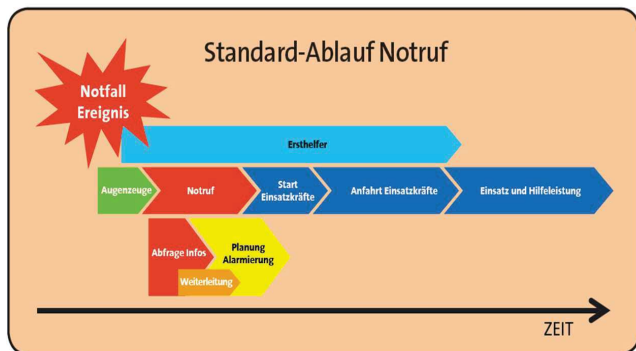 Standard-Ablauf Notruf
Notfall
Ereignis
Ersthelfer
Augenzeuge
Notruf
Start
Einsatzkräfte
Anfahrt Einsatzkräfte
Einsatz und Hilfeleistung
Abfrage Infos
Planung
Alarmierung
Weiterleitung
ZEIT